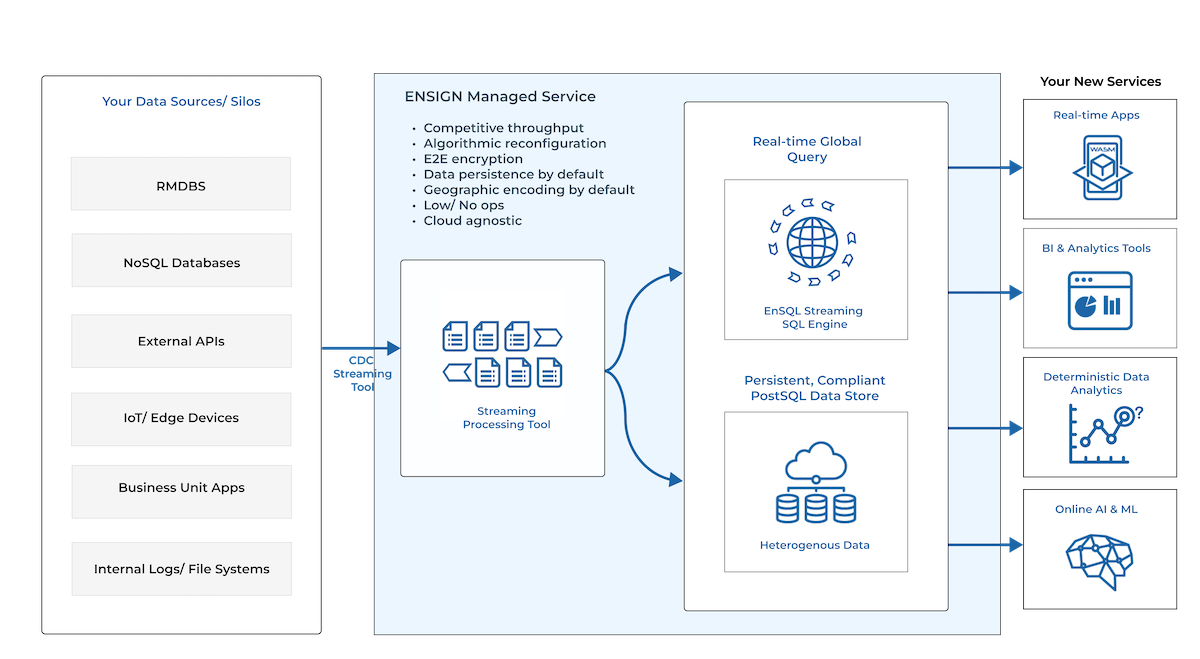 Your Data Sources/ Silos
RMDBS
NoSQL Databases
External APIs
IoT/ Edge Devices
Business Unit Apps
Internal Logs/ File Systems
CDC
Streaming
Tool
ENSIGN Managed Service
• Competitive throughput
• Algorithmic reconfiguration
• E2E encryption
• Data persistence by default
• Geographic encoding by default
• Low/ No ops
• Cloud agnostic
Streaming
Processing Tool
Real-time Global
Query
EnSQL Streaming
SQL Engine
Persistent, Compliant
PostSQL Data Store
Heterogenous Data
Your New Services
Real-time Apps
WASM
BI & Analytics Tools
Deterministic Data
Analytics
?
Online AI & ML